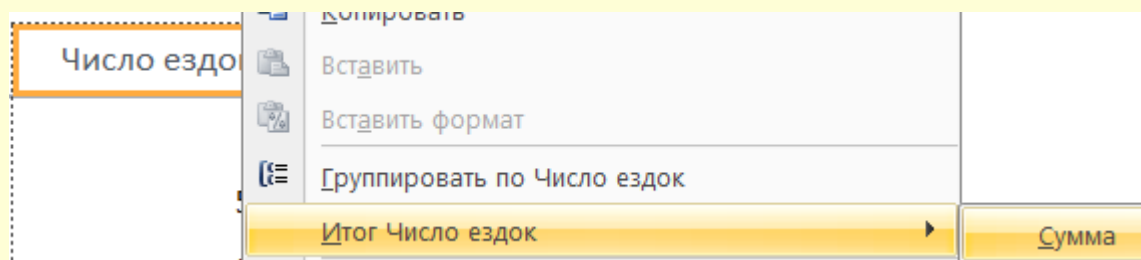 Копировать
Число ездо
Вставить
Вставить формат
Группировать по Число ездок
Итог Число ездок
Сумма